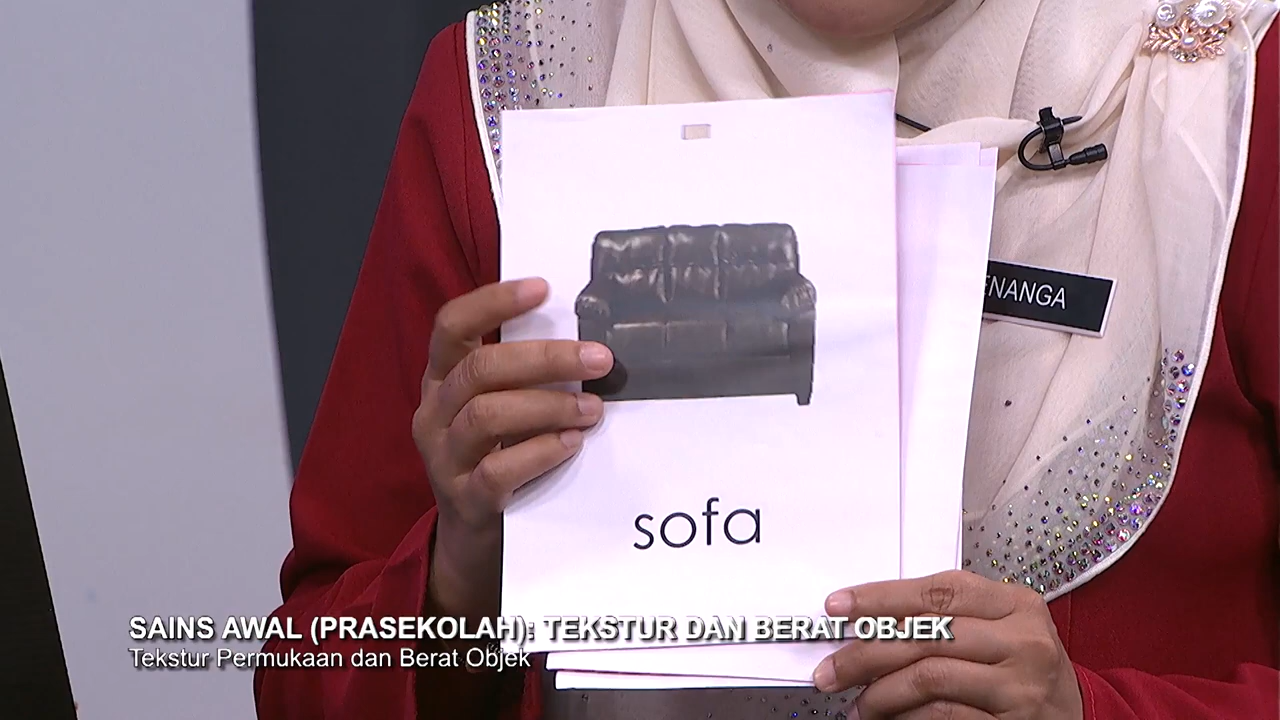 ENANGA
sofa
SAINS AWAL (PRASEKOLAH): TEKSTUR DAN BERAT OBJEK
Tekstur Permukaan dan Berat Objek